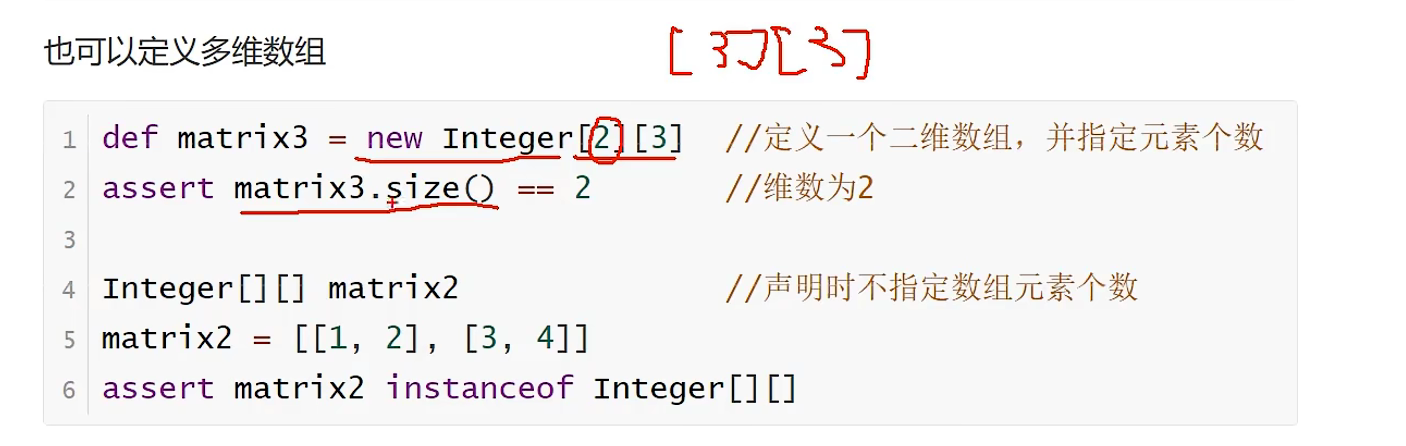 也可以定义多维数组 [3][3]
1 def matrix3 = new Integer[2][3] //定义一个二维数组，并指定元素个数
2 assert matrix3.size() == 2 //维数为2
3
4 Integer[][] matrix2 //声明时不指定数组元素个数
5 matrix2 = [[1, 2], [3, 4]]
6 assert matrix2 instanceof Integer[][]